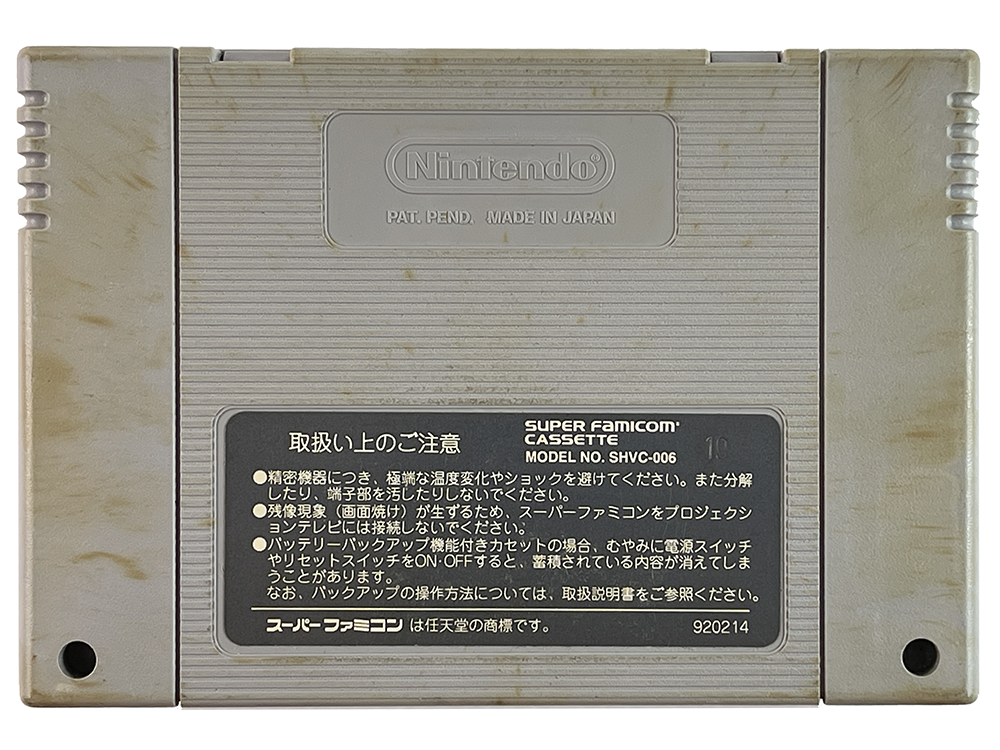 Nintendo®
PAT. PEND. MADE IN JAPAN
取扱い上のご注意
SUPER FAMICOM
CASSETTE
MODEL NO. SHVC-006
10
●精密機器につき、極端な温度変化やショックを避けてください。また分解
したり、端子部を汚したりしないでください。
●残像現象（画面焼け）が生ずるため、スーパーファミコンをプロジェクシ
ョンテレビには接続しないでください。
●バッテリーバックアップ機能付きカセットの場合、むやみに電源スイッチ
やリセットスイッチをON・OFFすると、蓄積されている内容が消えてしま
うことがあります。
なお、バックアップの操作方法については、取扱説明書をご参照ください。
スーパーファミコン は任天堂の商標です。
920214